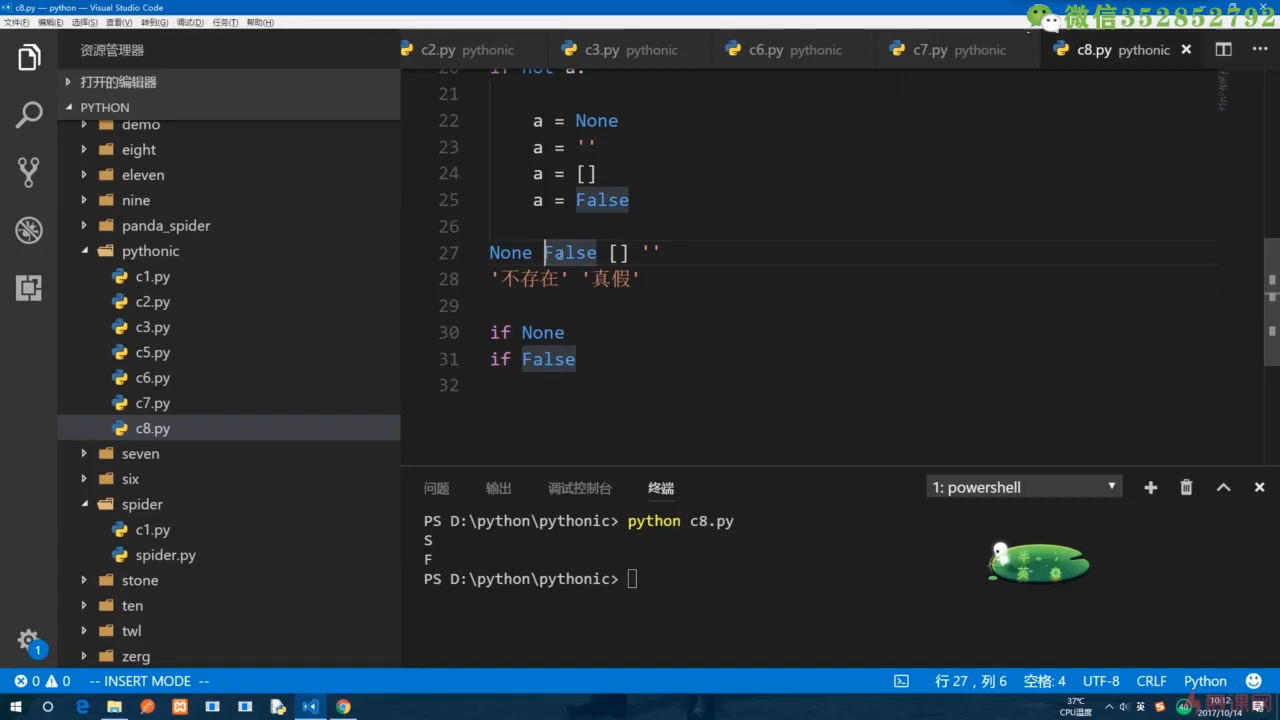 c8.py — python — Visual Studio Code
微信352852792
文件(F) 编辑(E) 选择(S) 查看(V) 转到(G) 调试(D) 任务(T) 帮助(H)
资源管理器
c2.py pythonic
c3.py pythonic
c6.py pythonic
c7.py pythonic
c8.py pythonic
打开的编辑器
PYTHON
demo
eight
eleven
nine
panda_spider
pythonic
c1.py
c2.py
c3.py
c5.py
c6.py
c7.py
c8.py
seven
six
spider
c1.py
spider.py
stone
ten
twl
zerg
20 if not a:
21
22 a = None
23 a = ''
24 a = []
25 a = False
26
27 None False [] ''
28 '不存在' '真假'
29
30 if None
31 if False
32
问题 输出 调试控制台 终端
1: powershell
PS D:\python\pythonic> python c8.py
S
F
PS D:\python\pythonic>
半
英
1
0 0 -- INSERT MODE --
行 27，列 6 空格: 4 UTF-8 CRLF Python
37℃
CPU温度
英
40
10:12
2017/10/14